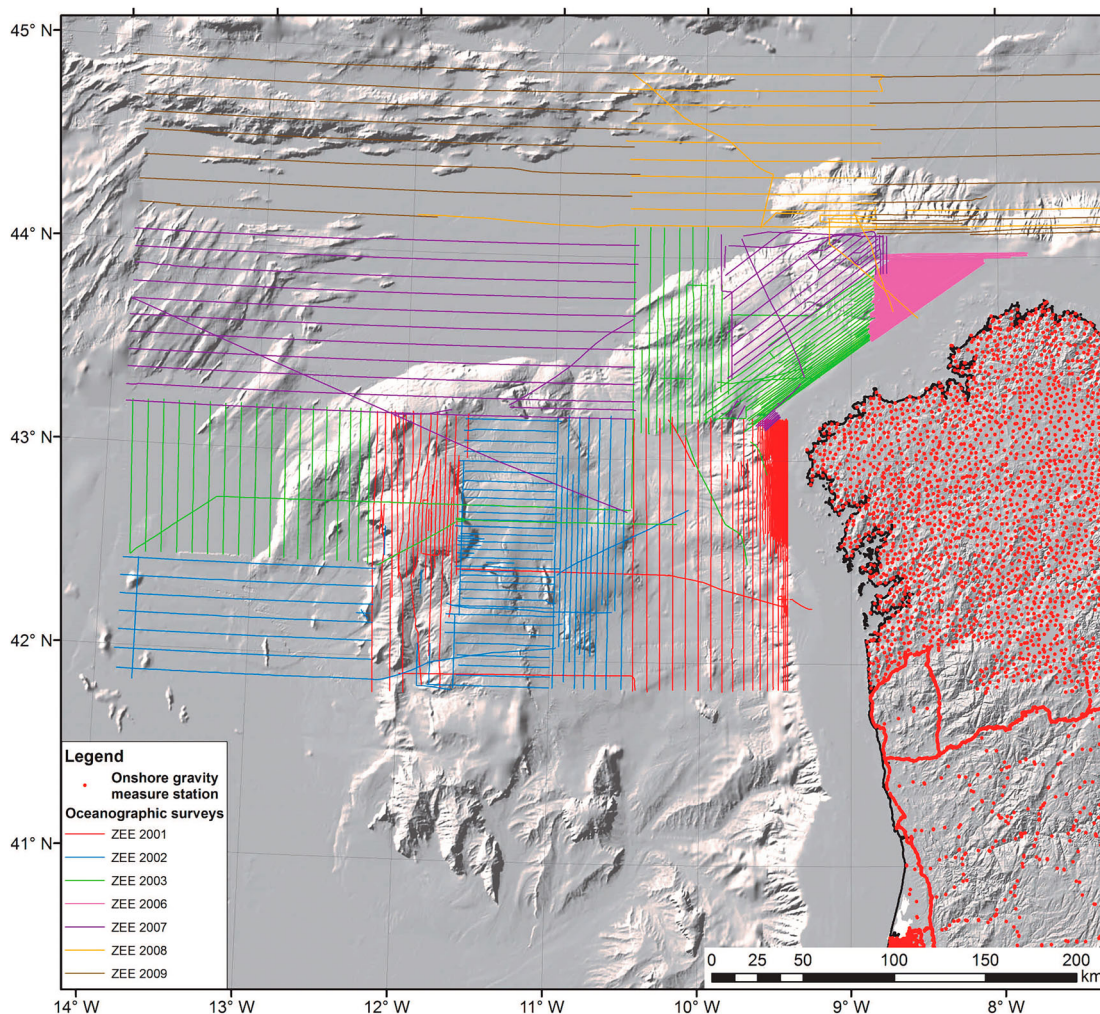 45° N
44° N
43° N
42° N
41° N
Legend
Onshore gravity
measure station
Oceanographic surveys
ZEE 2001
ZEE 2002
ZEE 2003
ZEE 2006
ZEE 2007
ZEE 2008
ZEE 2009
0 25 50 100 150 200
km
14° W 13° W 12° W 11° W 10° W 9° W 8° W